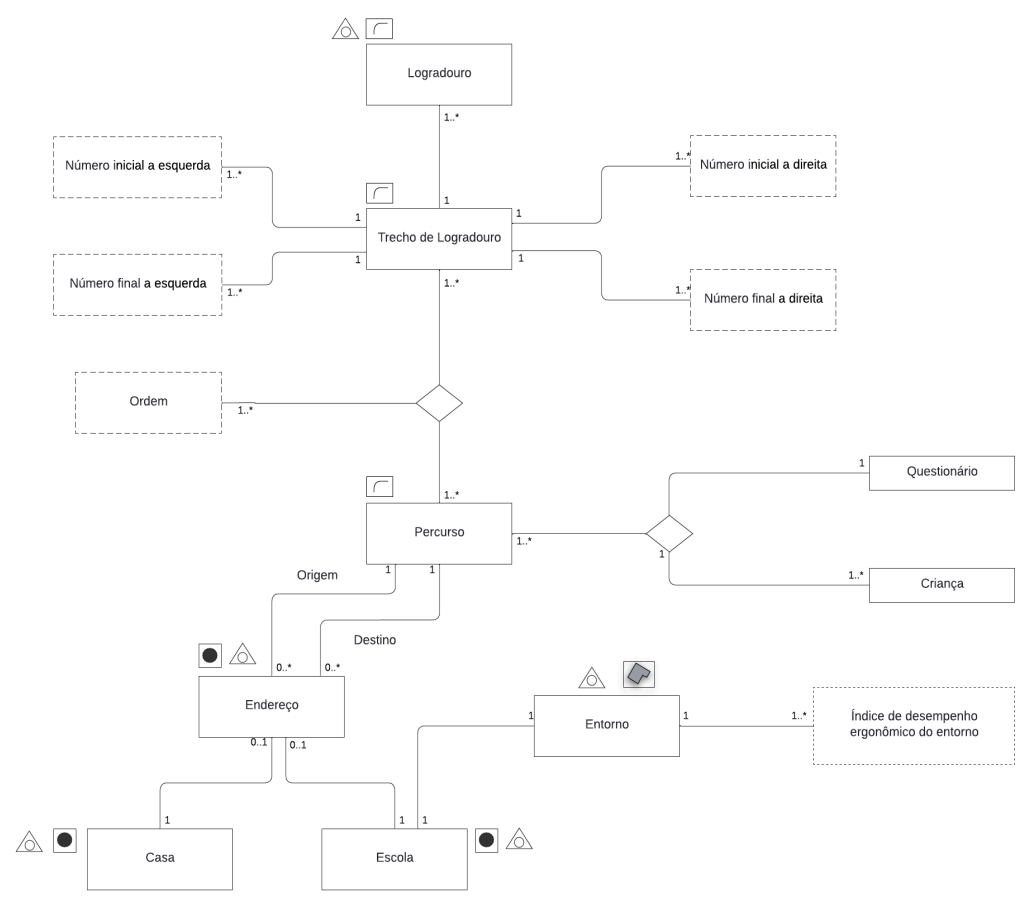 Logradouro
1..*
Número inicial a esquerda
1..*
1..*
Número inicial a direita
1
1
1
Trecho de Logradouro
1
1
Número final a esquerda
1..*
1..*
1..*
Número final a direita
Ordem
1..*
1..*
1
Questionário
Percurso
1..*
1
1
1
1..*
Criança
Origem
Destino
0..*
0..*
Endereço
0..1
0..1
1
Entorno
1
1..*
Índice de desempenho
ergonômico do entorno
1
1
1
Casa
Escola